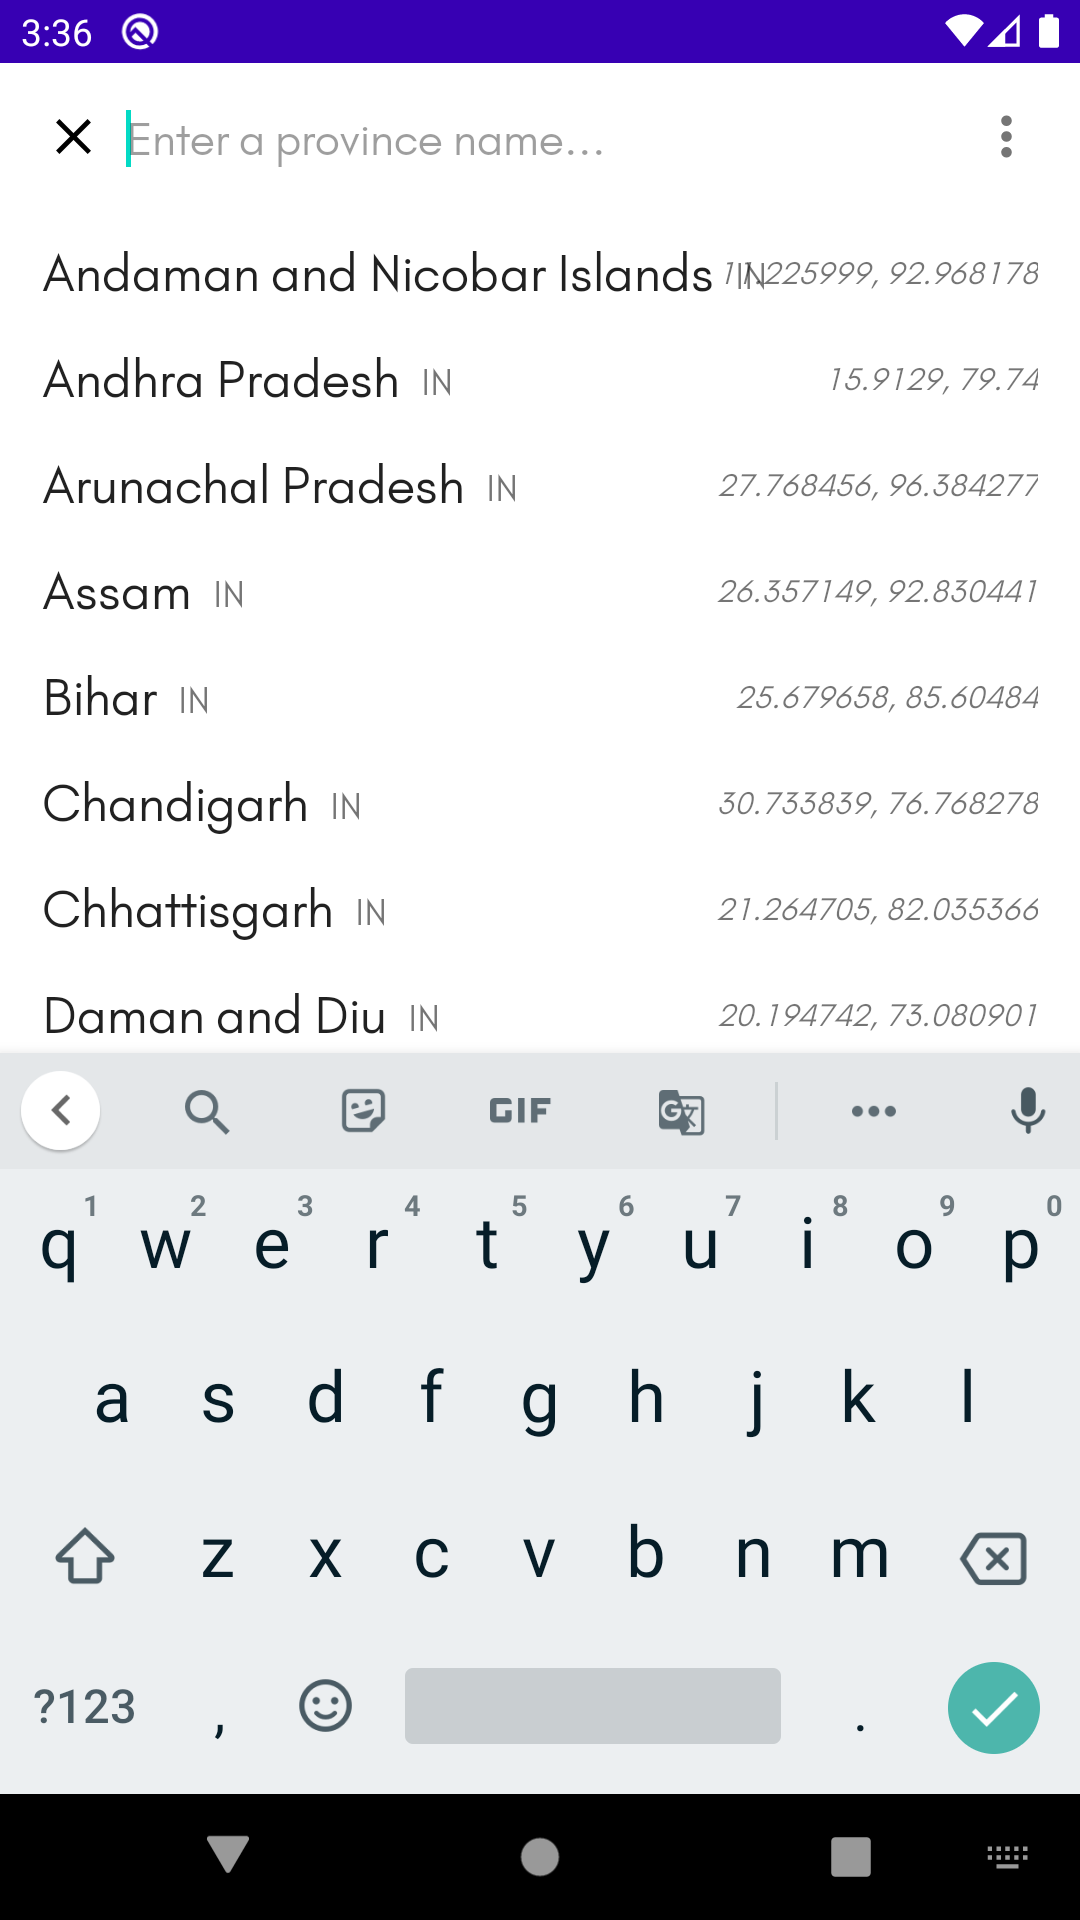 3:36
Enter a province name...
Andaman and Nicobar Islands IN 11.225999, 92.968178
Andhra Pradesh IN 15.9129, 79.74
Arunachal Pradesh IN 27.768456, 96.384277
Assam IN 26.357149, 92.830441
Bihar IN 25.679658, 85.60484
Chandigarh IN 30.733839, 76.768278
Chhattisgarh IN 21.264705, 82.035366
Daman and Diu IN 20.194742, 73.080901
GIF G文
1 2 3 4 5 6 7 8 9 0
q w e r t y u i o p
a s d f g h j k l
z x c v b n m
?123 , .